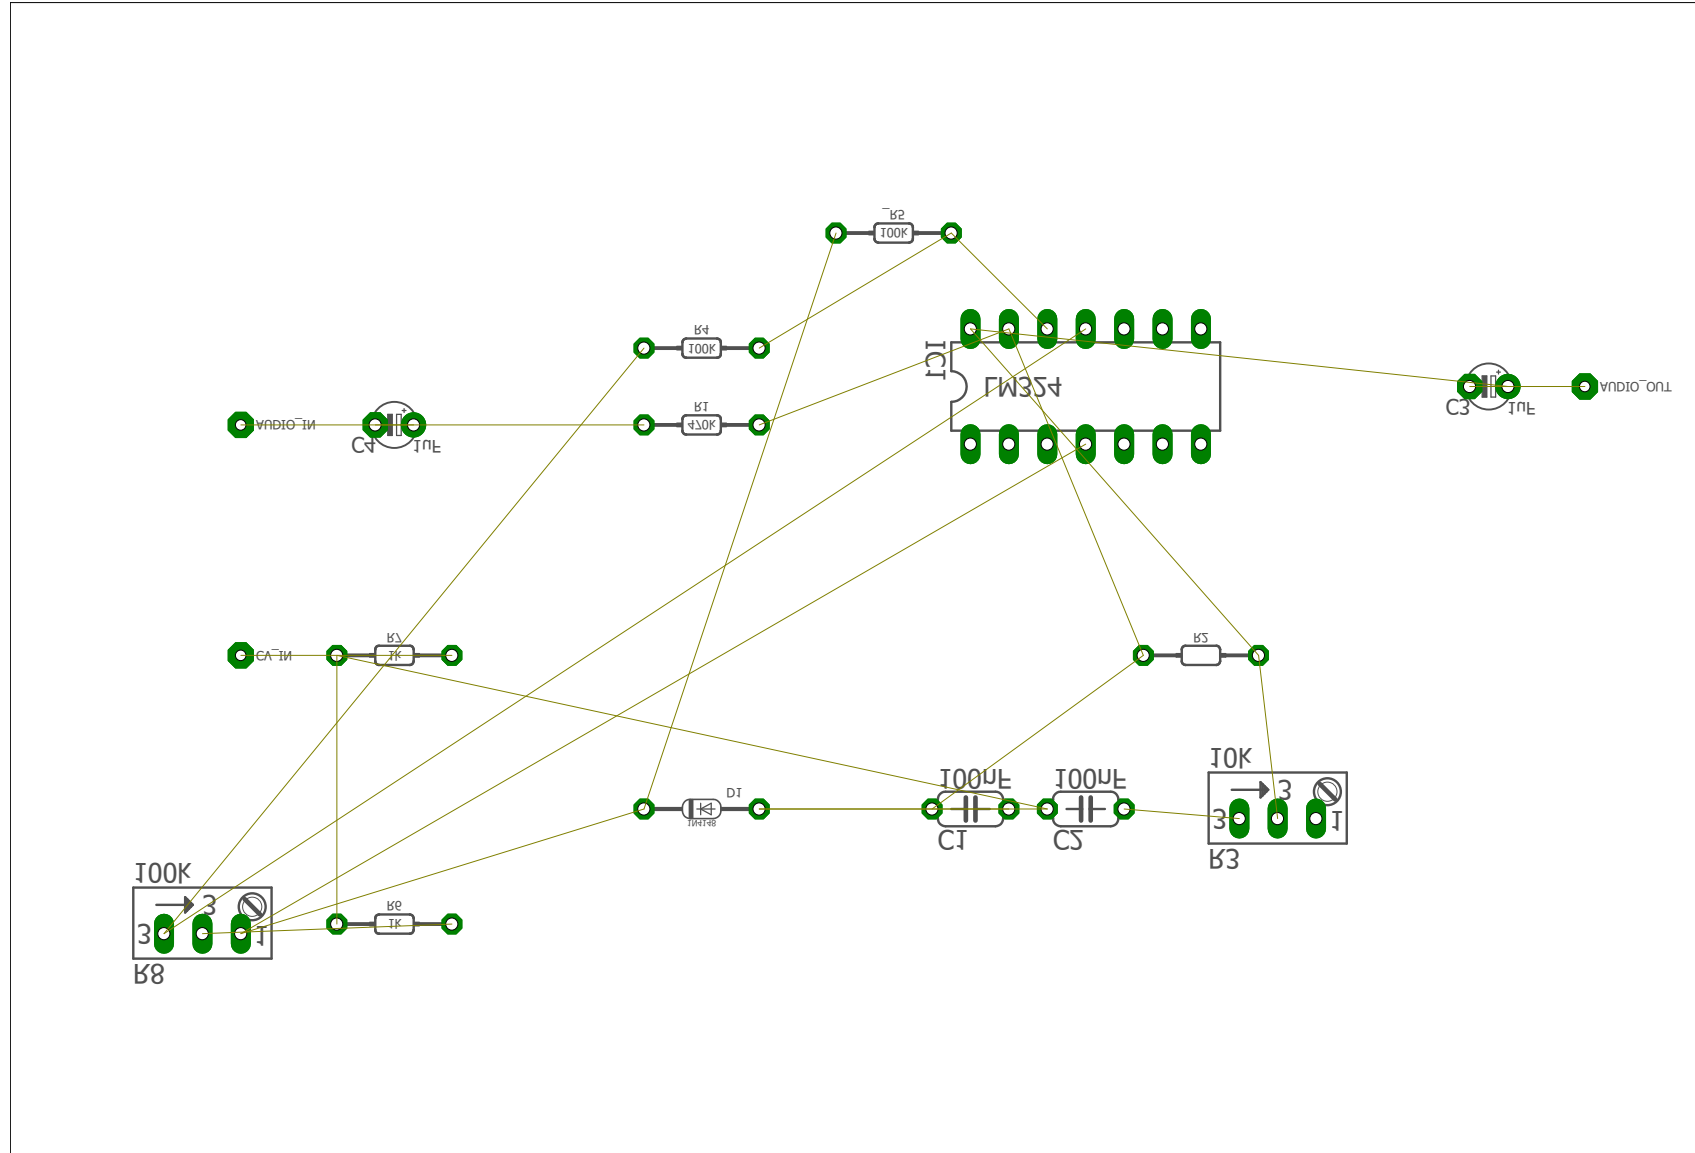 _R5
100k
R4
100k
IC1
LM324
AUDIO_OUT
C3
1uF
R1
470k
AUDIO_IN
C4
1uF
R7
1k
CV_IN
R2
10k
3
3
1
R3
100nF
C1
100nF
C2
D1
1N4148
100k
3
3
1
R8
R6
1k